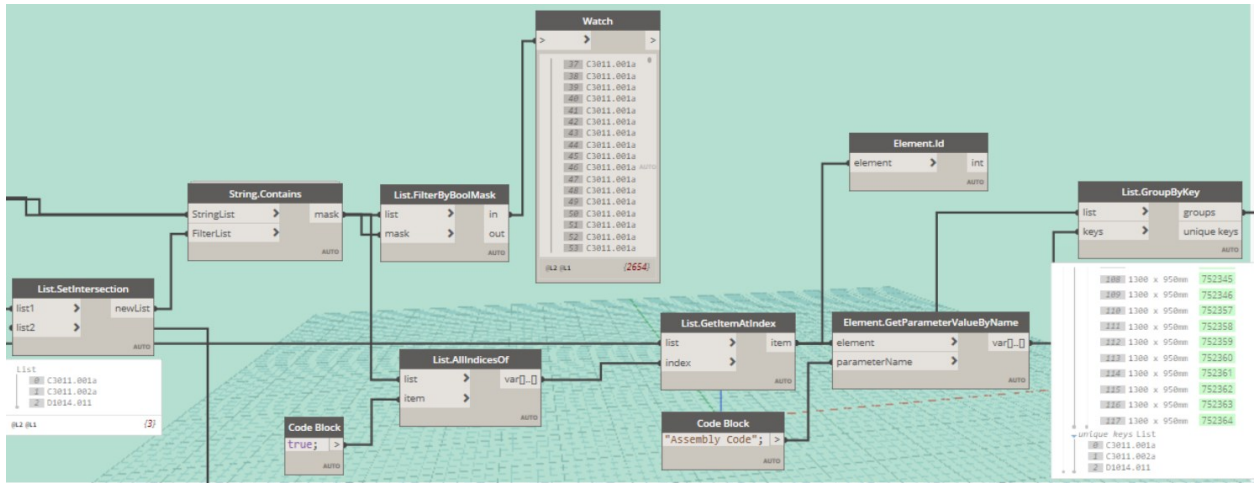 Watch
>
>
>
37 C3011.001a
38 C3011.001a
39 C3011.001a
40 C3011.001a
41 C3011.001a
42 C3011.001a
43 C3011.001a
44 C3011.001a
45 C3011.001a
46 C3011.001a AUTO
47 C3011.001a
48 C3011.001a
49 C3011.001a
50 C3011.001a
51 C3011.001a
52 C3011.001a
53 C3011.001a
@L2 @L1 {2654}
Element.Id
element > int
AUTO
String.Contains
StringList > mask
FilterList >
AUTO
List.FilterByBoolMask
list > in
mask > out
AUTO
List.GroupByKey
list > groups
keys > unique keys
AUTO
List.SetIntersection
list1 > newList
list2 >
AUTO
List
0 C3011.001a
1 C3011.002a
2 D1014.011
@L2 @L1 {3}
List.AllIndicesOf
list > var[]..[]
item >
AUTO
Code Block
true; >
AUTO
List.GetItemAtIndex
list > item
index >
AUTO
Code Block
"Assembly Code"; >
AUTO
Element.GetParameterValueByName
element > var[]..[]
parameterName >
AUTO
108 1300 x 950mm 752345
109 1300 x 950mm 752346
110 1300 x 950mm 752357
111 1300 x 950mm 752358
112 1300 x 950mm 752359
113 1300 x 950mm 752360
114 1300 x 950mm 752361
115 1300 x 950mm 752362
116 1300 x 950mm 752363
117 1300 x 950mm 752364
unique keys List
0 C3011.001a
1 C3011.002a
2 D1014.011